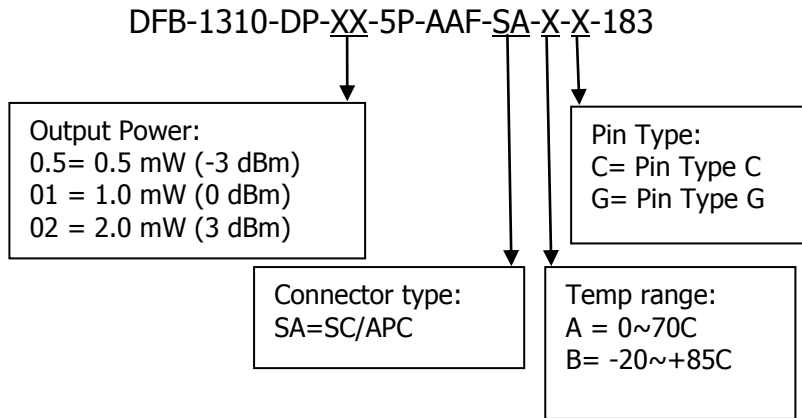 DFB-1310-DP-XX-5P-AAF-SA-X-X-183
Output Power:
0.5= 0.5 mW (-3 dBm)
01 = 1.0 mW (0 dBm)
02 = 2.0 mW (3 dBm)
Pin Type:
C= Pin Type C
G= Pin Type G
Connector type:
SA=SC/APC
Temp range:
A = 0~70C
B= -20~+85C